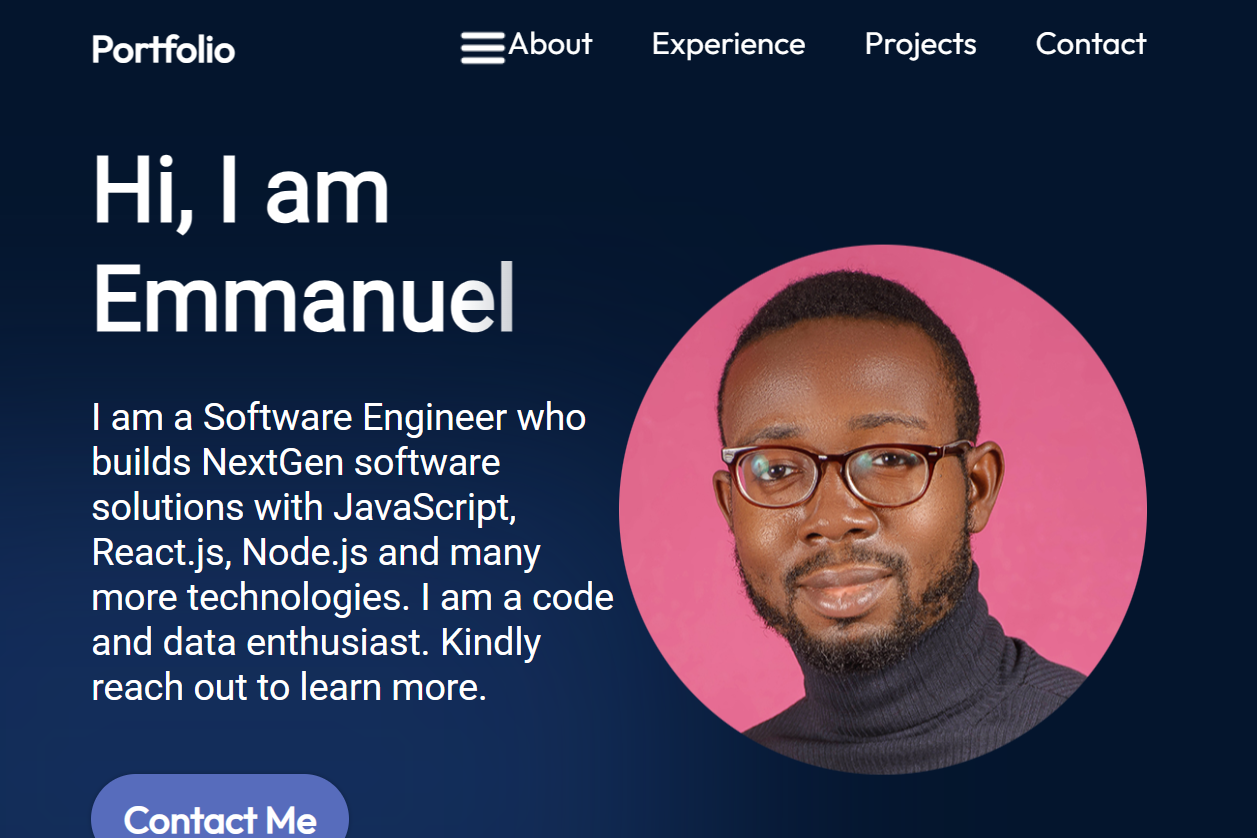 Portfolio
About Experience Projects Contact
Hi, I am
Emmanuel
I am a Software Engineer who
builds NextGen software
solutions with JavaScript,
React.js, Node.js and many
more technologies. I am a code
and data enthusiast. Kindly
reach out to learn more.
Contact Me